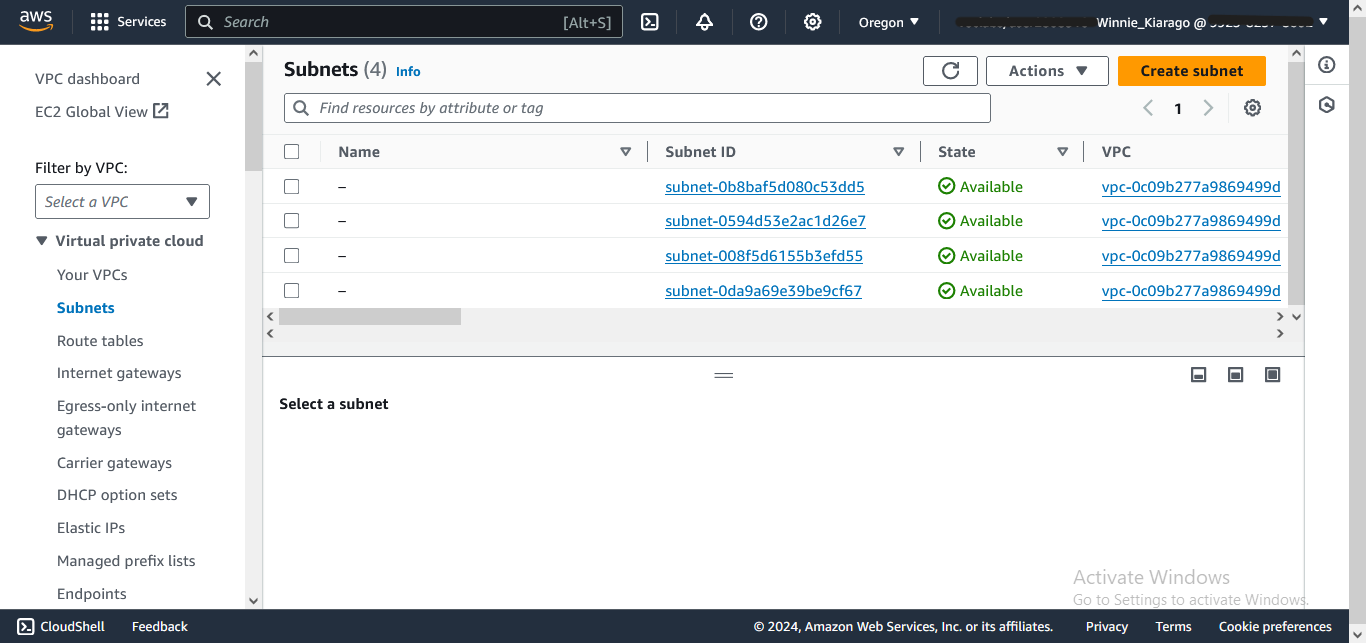 aws
Services
Search [Alt+S]
Oregon
Winnie_Kiarago @
VPC dashboard
EC2 Global View
Filter by VPC:
Select a VPC
Virtual private cloud
Your VPCs
Subnets
Route tables
Internet gateways
Egress-only internet
gateways
Carrier gateways
DHCP option sets
Elastic IPs
Managed prefix lists
Endpoints
Subnets (4) Info
Actions
Create subnet
Find resources by attribute or tag
1
Name Subnet ID State VPC
– subnet-0b8baf5d080c53dd5 Available vpc-0c09b277a9869499d
– subnet-0594d53e2ac1d26e7 Available vpc-0c09b277a9869499d
– subnet-008f5d6155b3efd55 Available vpc-0c09b277a9869499d
– subnet-0da9a69e39be9cf67 Available vpc-0c09b277a9869499d
Select a subnet
Activate Windows
Go to Settings to activate Windows.
CloudShell Feedback © 2024, Amazon Web Services, Inc. or its affiliates. Privacy Terms Cookie preferences